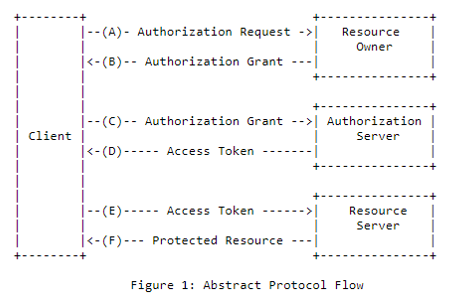 +--------+                               +---------------+
|        |--(A)- Authorization Request ->|   Resource    |
|        |                               |     Owner     |
|        |<-(B)-- Authorization Grant ---|               |
|        |                               +---------------+
|        |
|        |                               +---------------+
|        |--(C)-- Authorization Grant -->| Authorization |
| Client |                               |     Server    |
|        |<-(D)----- Access Token -------|               |
|        |                               +---------------+
|        |
|        |                               +---------------+
|        |--(E)----- Access Token ------>|    Resource   |
|        |                               |     Server    |
|        |<-(F)--- Protected Resource ---|               |
+--------+                               +---------------+
Figure 1: Abstract Protocol Flow